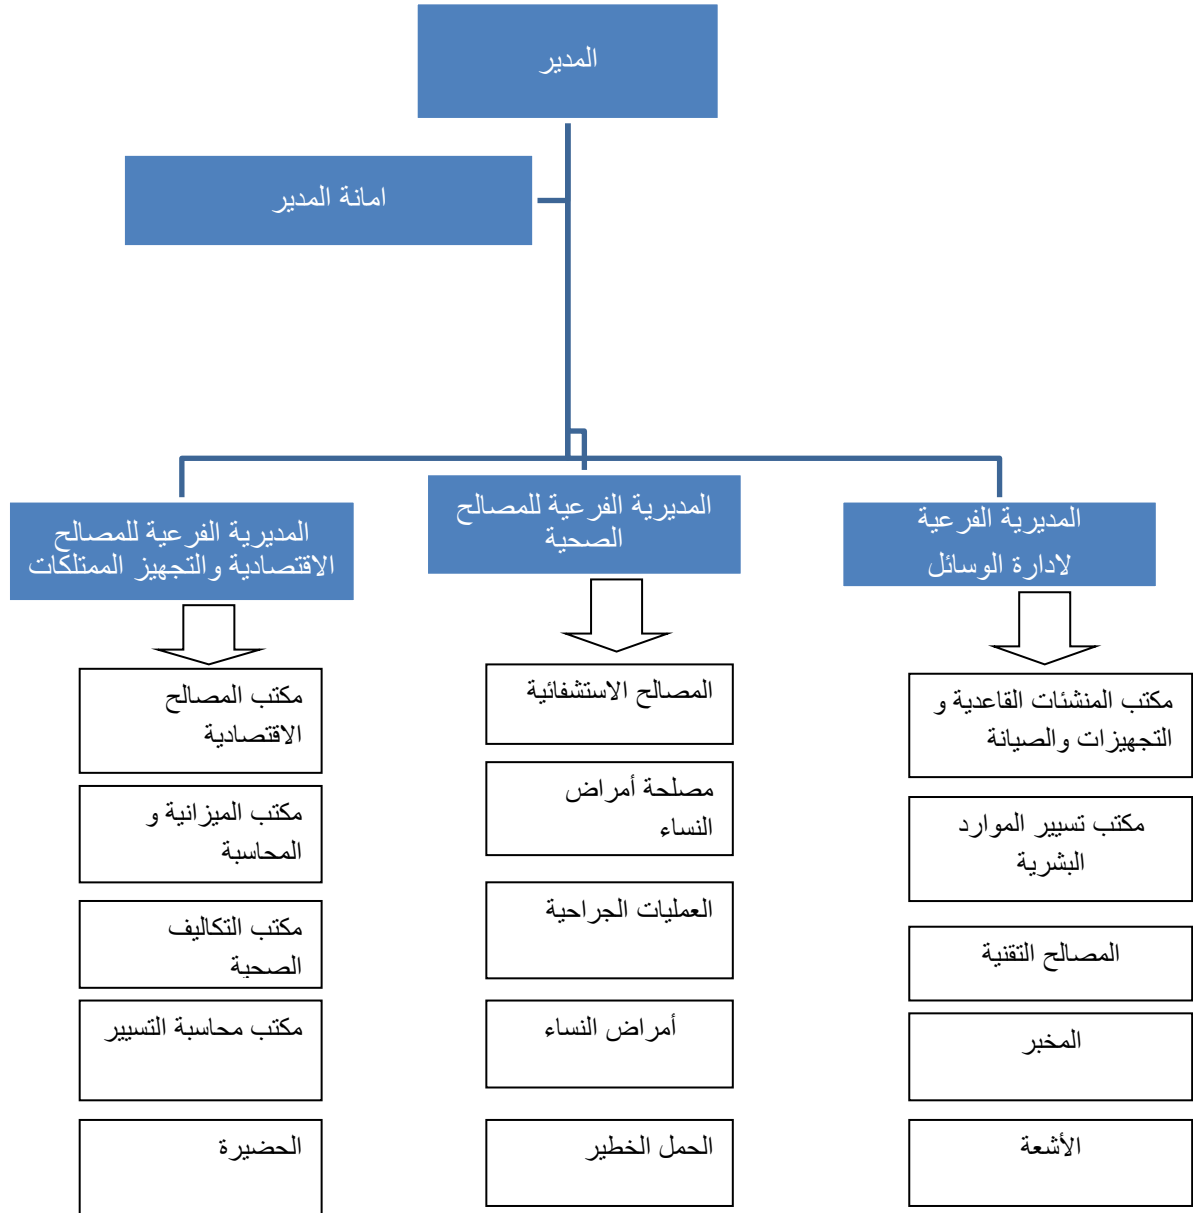 المدير
امانة المدير
المديرية الفرعية
لادارة الوسائل
مكتب المنشئات القاعدية و
التجهيزات والصيانة
مكتب تسيير الموارد
البشرية
المصالح التقنية
المخبر
الأشعة
المديرية الفرعية للمصالح
الصحية
المصالح الاستشفائية
مصلحة أمراض
النساء
العمليات الجراحية
أمراض النساء
الحمل الخطير
المديرية الفرعية للمصالح
الاقتصادية والتجهيز الممتلكات
مكتب المصالح
الاقتصادية
مكتب الميزانية و
المحاسبة
مكتب التكاليف
الصحية
مكتب محاسبة التسيير
الحضيرة